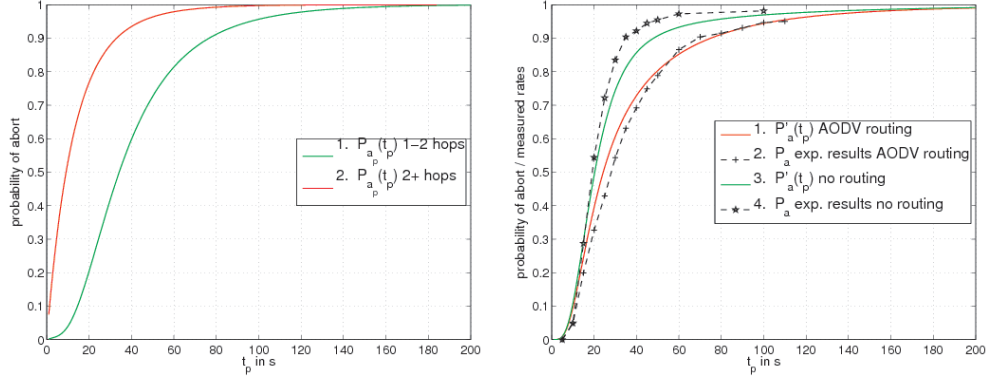 probability of abort
1
0.9
0.8
0.7
0.6
0.5
0.4
0.3
0.2
0.1
0
0 20 40 60 80 100 120 140 160 180 200
t_p in s
1. P_a_p(t_p) 1−2 hops
2. P_a_p(t_p) 2+ hops
probability of abort / measured rates
1
0.9
0.8
0.7
0.6
0.5
0.4
0.3
0.2
0.1
0
0 20 40 60 80 100 120 140 160 180 200
t_p in s
1. P'_a(t_p) AODV routing
2. P_a exp. results AODV routing
3. P'_a(t_p) no routing
4. P_a exp. results no routing